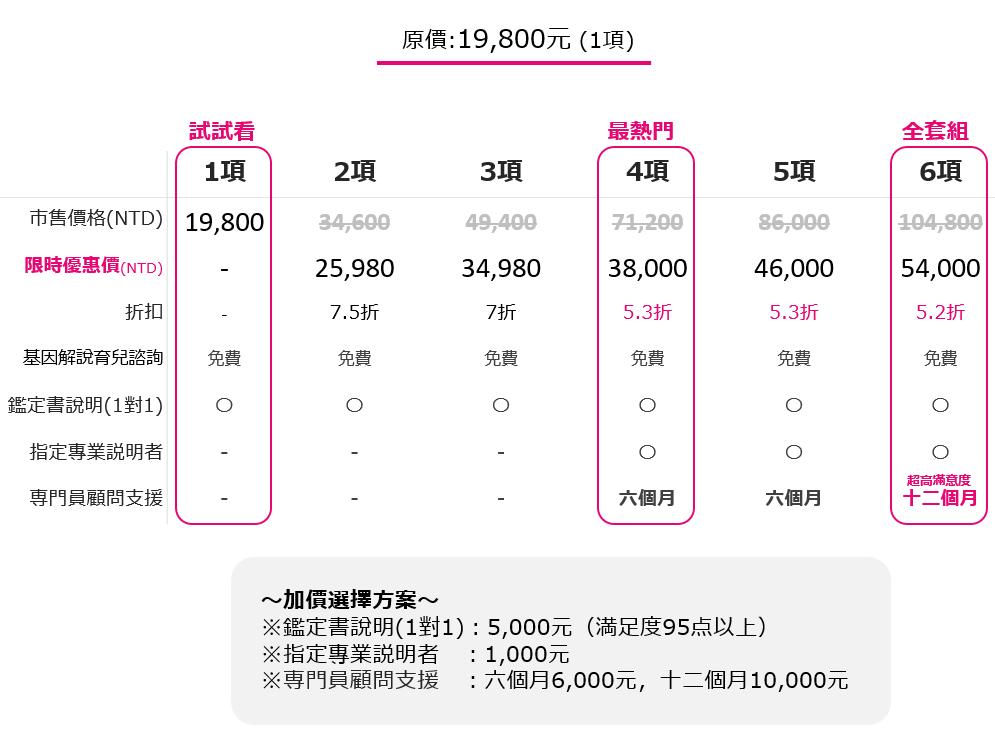 原價:19,800元 (1項)
試試看 最熱門 全套組
1項 2項 3項 4項 5項 6項
市售價格(NTD) 19,800 34,600 49,400 71,200 86,000 104,800
限時優惠價(NTD) - 25,980 34,980 38,000 46,000 54,000
折扣 - 7.5折 7折 5.3折 5.3折 5.2折
基因解說育兒諮詢 免費 免費 免費 免費 免費 免費
鑑定書說明(1對1) 〇 〇 〇 〇 〇 〇
指定專業説明者 - - - 〇 〇 〇
超高滿意度
専門員顧問支援 - - - 六個月 六個月 十二個月
～加價選擇方案～
※鑑定書說明(1對1)：5,000元（満足度95点以上）
※指定專業説明者 ：1,000元
※専門員顧問支援 ：六個月6,000元，十二個月10,000元